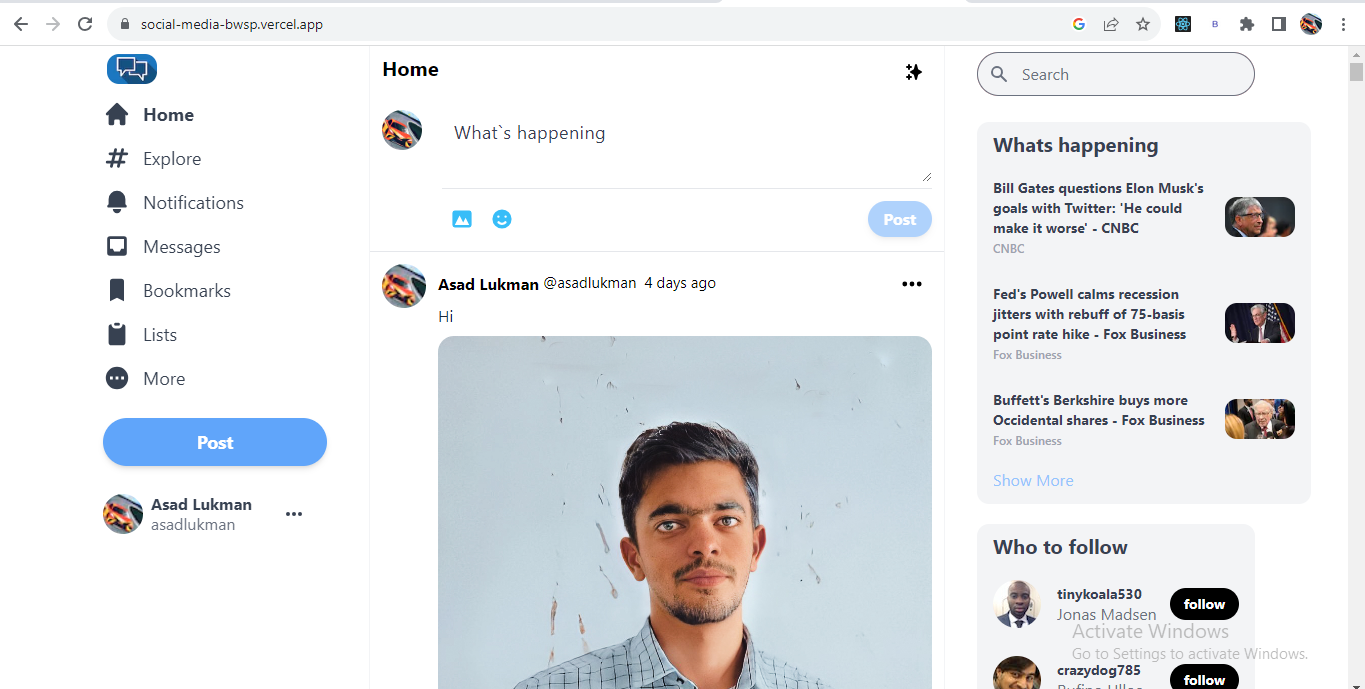 social-media-bwsp.vercel.app
B
Home
Explore
Notifications
Messages
Bookmarks
Lists
More
Post
Asad Lukman
asadlukman
Home
What`s happening
Post
Asad Lukman @asadlukman 4 days ago
Hi
Search
Whats happening
Bill Gates questions Elon Musk's
goals with Twitter: 'He could
make it worse' - CNBC
CNBC
Fed's Powell calms recession
jitters with rebuff of 75-basis
point rate hike - Fox Business
Fox Business
Buffett's Berkshire buys more
Occidental shares - Fox Business
Fox Business
Show More
Who to follow
tinykoala530
Jonas Madsen
follow
Activate Windows
Go to Settings to activate Windows.
crazydog785
follow